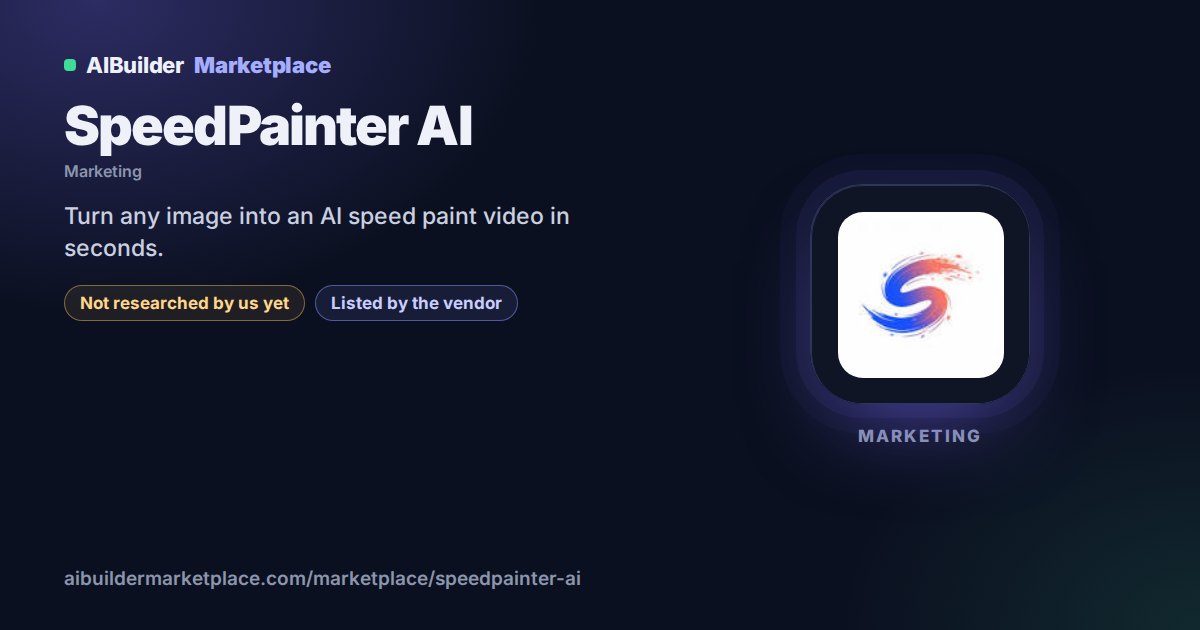 AIBuilder Marketplace
SpeedPainter AI
Marketing
Turn any image into an AI speed paint video in
seconds.
Not researched by us yet
Listed by the vendor
MARKETING
aibuildermarketplace.com/marketplace/speedpainter-ai